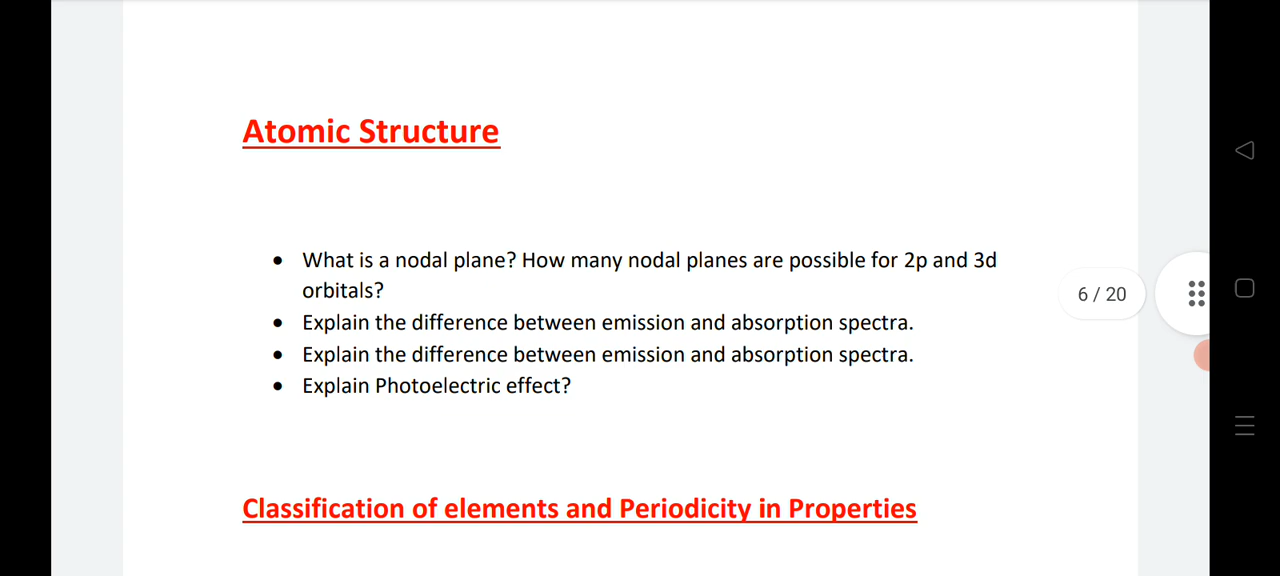 Atomic Structure
• What is a nodal plane? How many nodal planes are possible for 2p and 3d
orbitals?
• Explain the difference between emission and absorption spectra.
• Explain the difference between emission and absorption spectra.
• Explain Photoelectric effect?
6 / 20
Classification of elements and Periodicity in Properties